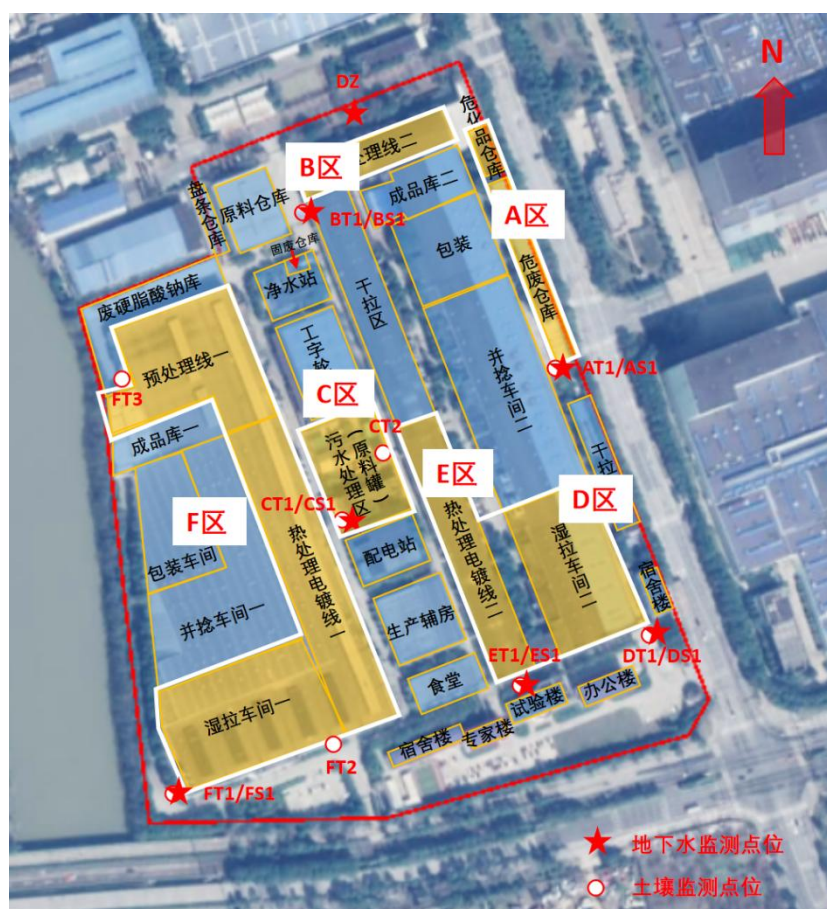 N
DZ
危化品仓库
处理线二
B区
盘条仓库
原料仓库
成品库二
A区
BT1/BS1
固废仓库
包装
净水站
干拉区
危废仓库
废硬脂酸钠库
工字轮
并捻车间二
预处理线一
AT1/AS1
FT3
C区
CT2
成品库一
污水处理区
(原料罐)
干拉
E区
D区
F区
CT1/CS1
热处理电镀线一
热处理电镀线二
湿拉车间二
配电站
包装车间
宿舍楼
并捻车间一
生产辅房
ET1/ES1
DT1/DS1
食堂
试验楼
办公楼
湿拉车间一
专家楼
宿舍楼
FT2
FT1/FS1
地下水监测点位
土壤监测点位